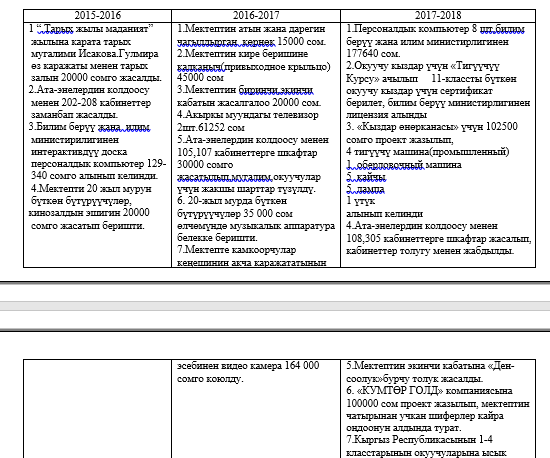 2015-2016
1 “.Тарых жылы маданият”
жылына карата тарых
мугалими Исакова.Гулмира
өз каражаты менен тарых
залын 20000 сомго жасалды.
2.Ата-энелердин колдоосу
менен 202-208 кабинеттер
заманбап жасалды.
3.Билим берүү жана илим
министирилигинен
интерактивдүү доска
персоналдык компьютер 129-
340 сомго алынып келинди.
4.Мектепти 20 жыл мурун
бүткөн бүтүрүүчүлөр,
кинозалдын эшигин 20000
сомго жасатып беришти.
2016-2017
1.Мектептин атын жана дарегин
чагылдырган көрнөк 15000 сом.
2.Мектептин кире беришине
калканыч(привыходное крыльцо)
45000 сом
3.Мектептин биринчи,экинчи
кабатын жасалгалоо 20000 сом.
4.Акыркы муундагы телевизор
2шт.61252 сом
5.Ата-энелердин колдоосу менен
105,107 кабинеттерге шкафтар
30000 сомго
жасатылып,мугалим,окуучулар
үчүн жакшы шарттар түзүлдү.
6. 20-жыл мурда бүткөн
бүтүрүүчүлөр 35 000 сом
өлчөмүндө музыкалык аппаратура
белекке беришти.
7.Мектепте камкоорчулар
кеңешинин акча каражататынын
эсебинен видео камера 164 000
сомго коюлду.
2017-2018
1.Персоналдык компьютер 8 шт,билим
берүү жана илим министирлигинен
177640 сом.
2.Окуучу кыздар үчүн «Тигүүчүү
Курсу» ачылып 11-классты бүткөн
окуучу кыздар үчүн сертификат
берилет, билим берүү министирлигинен
лицензия алынды
3. «Кыздар өнөрканасы» үчүн 102500
сомго проект жазылып,
4 тигүүчү машина(промышленный)
1 оберловочный машина
5 кайчы
5 лампа
1 үтүк
алынып келинди
4.Ата-энелердин колдоосу менен
108,305 кабинеттерге шкафтар жасалып,
кабинеттер толугу менен жабдылды.
5.Мектептин экинчи кабатына «Ден-
соолук»бурчу толук жасалды.
6. «КУМТӨР ГОЛД» компаниясына
100000 сом проект жазылып, мектептин
чатырынан учкан шиферлер кайра
оңдоонун алдында турат.
7.Кыргыз Республикасынын 1-4
класстарынын окуучуларына ысык